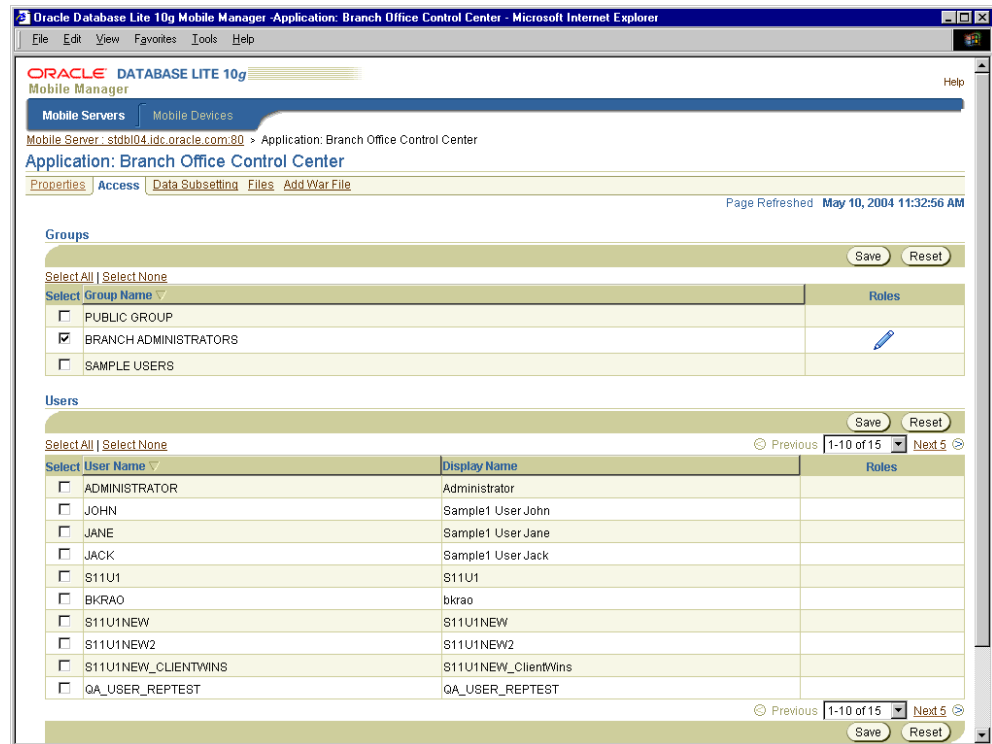 Oracle Database Lite 10g Mobile Manager -Application: Branch Office Control Center - Microsoft Internet Explorer
File Edit View Favorites Tools Help
ORACLE DATABASE LITE 10g
Mobile Manager
Help
Mobile Servers Mobile Devices
Mobile Server : stdbl04.idc.oracle.com:80 > Application: Branch Office Control Center
Application: Branch Office Control Center
Properties Access Data Subsetting Files Add War File
Page Refreshed May 10, 2004 11:32:56 AM
Groups
Save Reset
Select All | Select None
Select Group Name Roles
PUBLIC GROUP
BRANCH ADMINISTRATORS
SAMPLE USERS
Users
Save Reset
Select All | Select None Previous 1-10 of 15 Next 5
Select User Name Display Name Roles
ADMINISTRATOR Administrator
JOHN Sample1 User John
JANE Sample1 User Jane
JACK Sample1 User Jack
S11U1 S11U1
BKRAO bkrao
S11U1NEW S11U1NEW
S11U1NEW2 S11U1NEW2
S11U1NEW_CLIENTWINS S11U1NEW_ClientWins
QA_USER_REPTEST QA_USER_REPTEST
Previous 1-10 of 15 Next 5
Save Reset